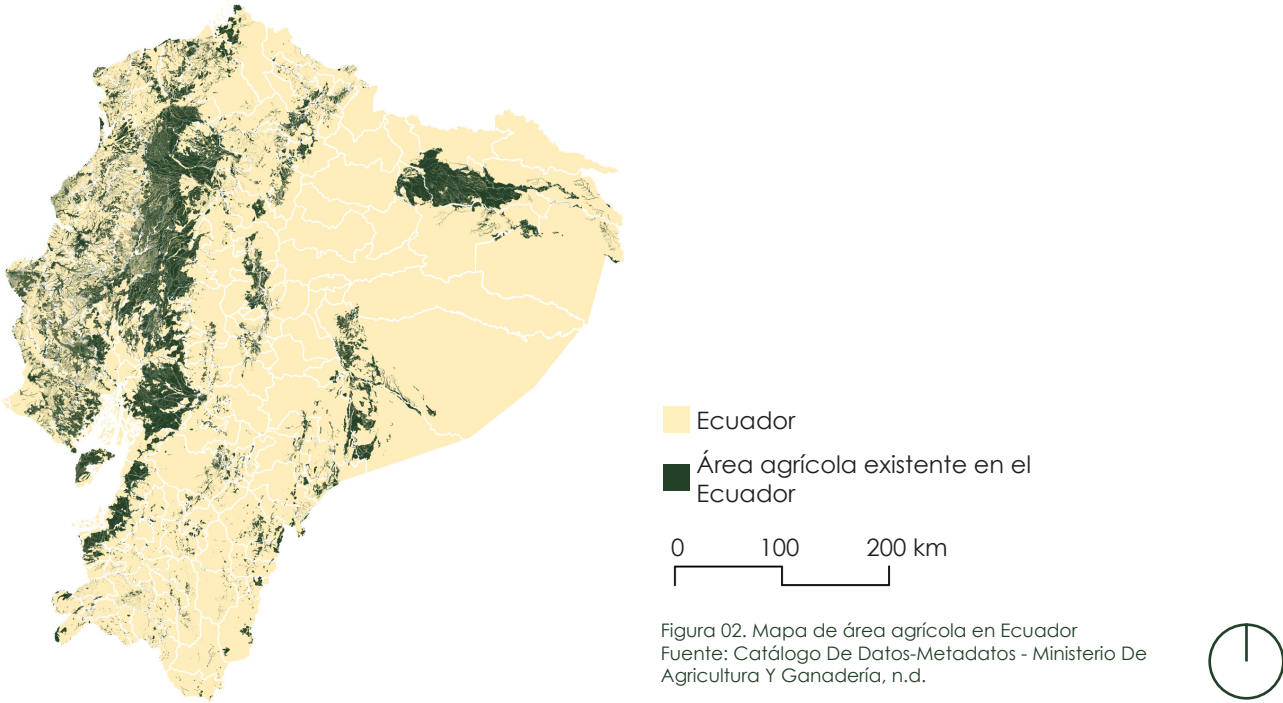 Ecuador
Área agrícola existente en el
Ecuador
0 100 200 km
Figura 02. Mapa de área agrícola en Ecuador
Fuente: Catálogo De Datos-Metadatos - Ministerio De
Agricultura Y Ganadería, n.d.